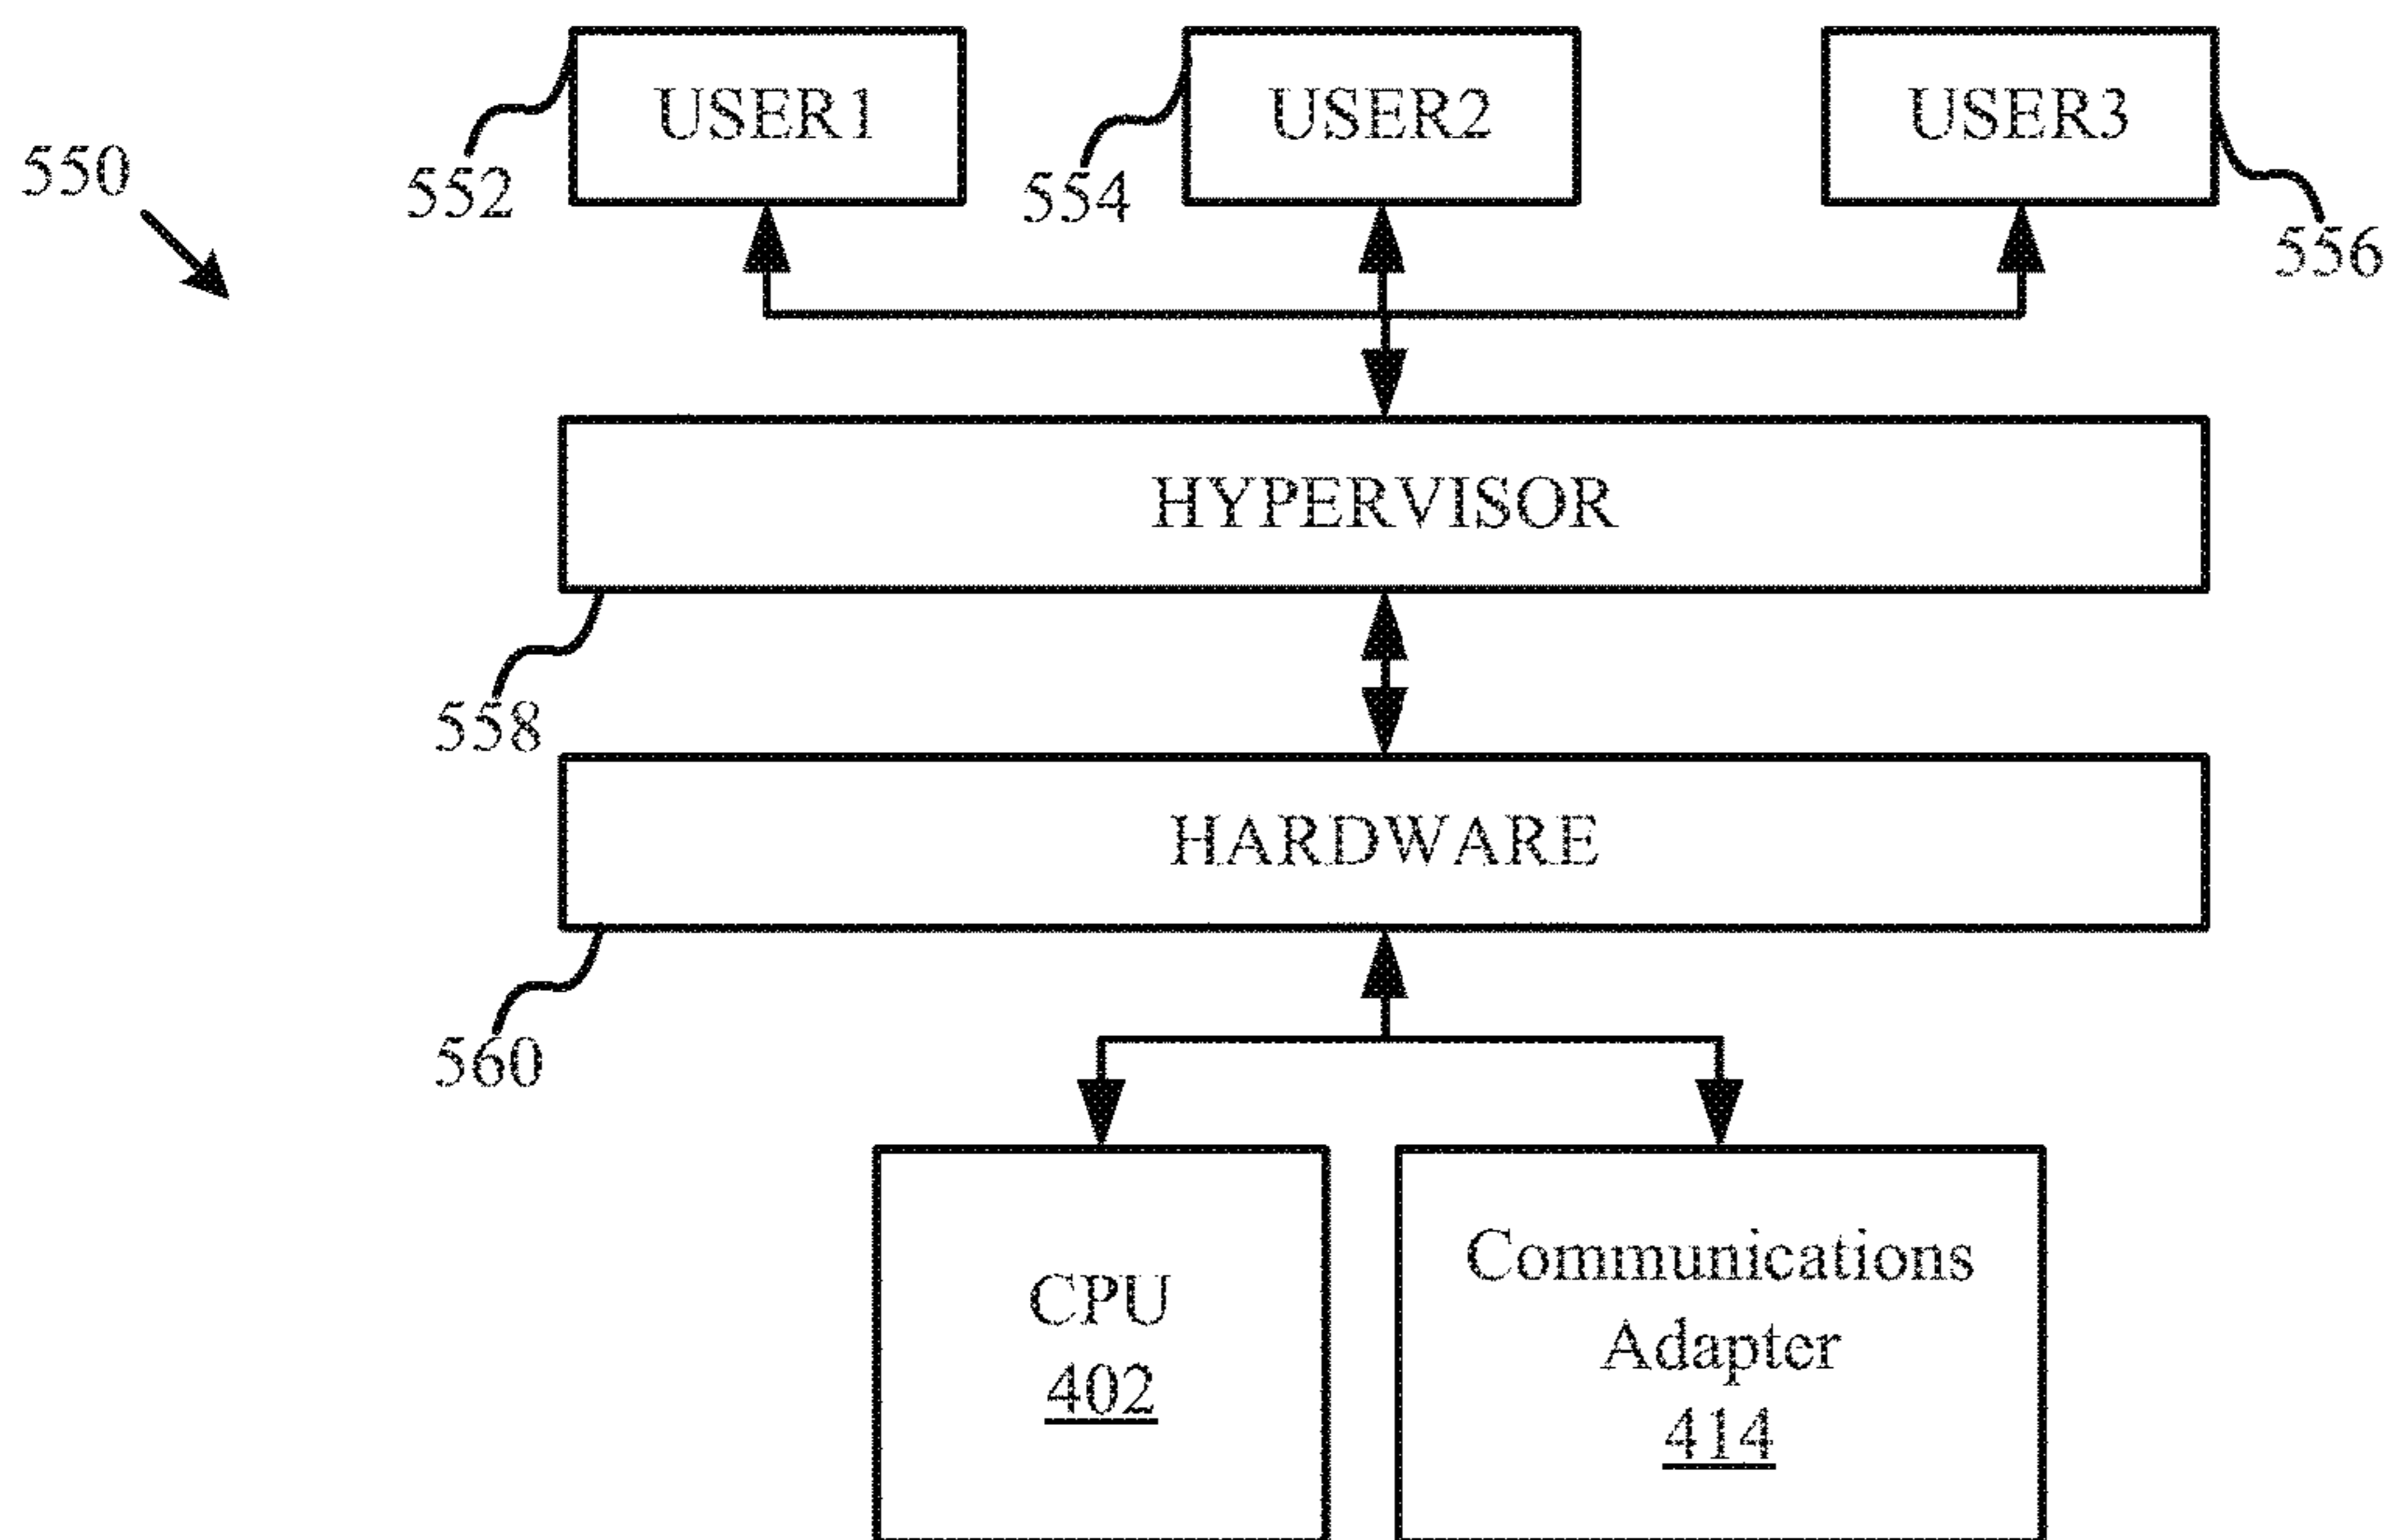 USER1
USER2
USER3
550
552
554
556
HYPERVISOR
558
HARDWARE
560
CPU
402
Communications
Adapter
414